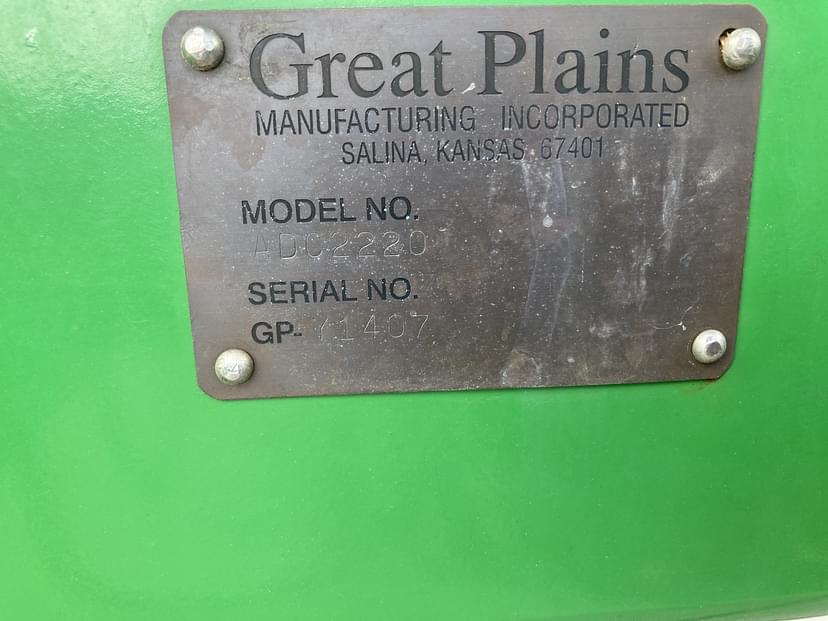 Great Plains
MANUFACTURING INCORPORATED
SALINA, KANSAS 67401
MODEL NO.
ADC2220
SERIAL NO.
GP-